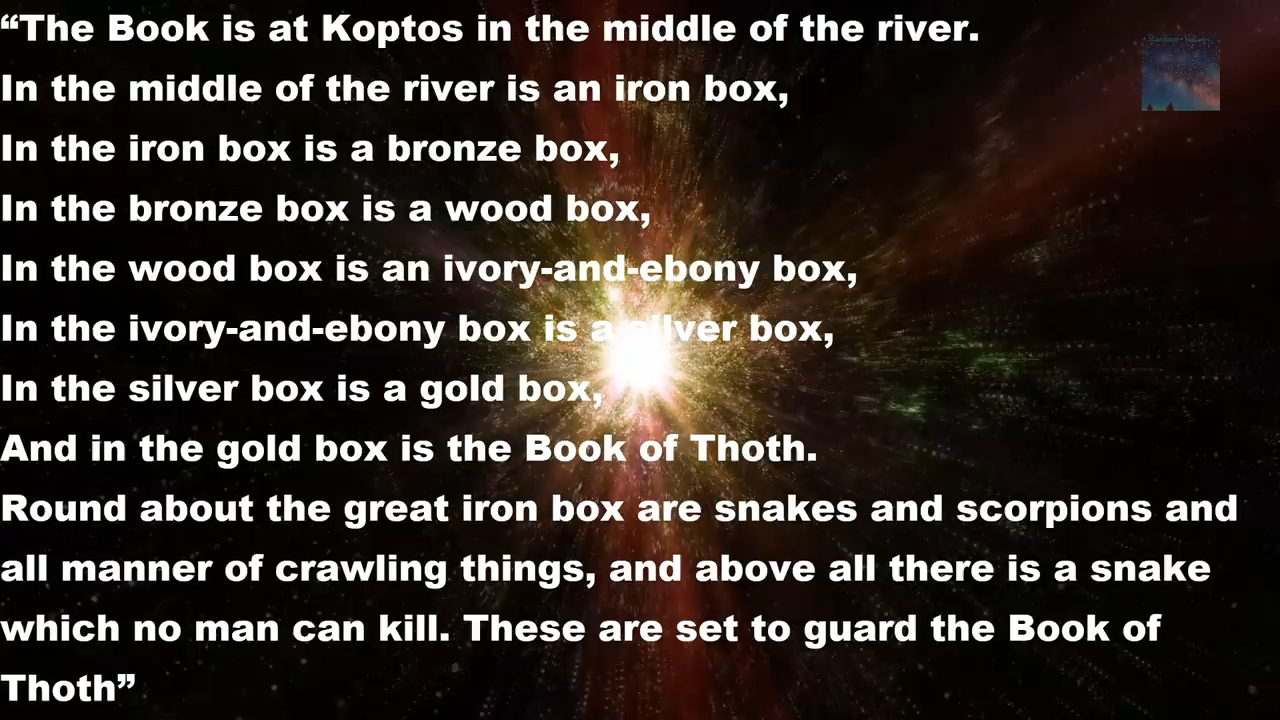 “The Book is at Koptos in the middle of the river.
In the middle of the river is an iron box,
In the iron box is a bronze box,
In the bronze box is a wood box,
In the wood box is an ivory-and-ebony box,
In the ivory-and-ebony box is a silver box,
In the silver box is a gold box,
And in the gold box is the Book of Thoth.
Round about the great iron box are snakes and scorpions and
all manner of crawling things, and above all there is a snake
which no man can kill. These are set to guard the Book of
Thoth”